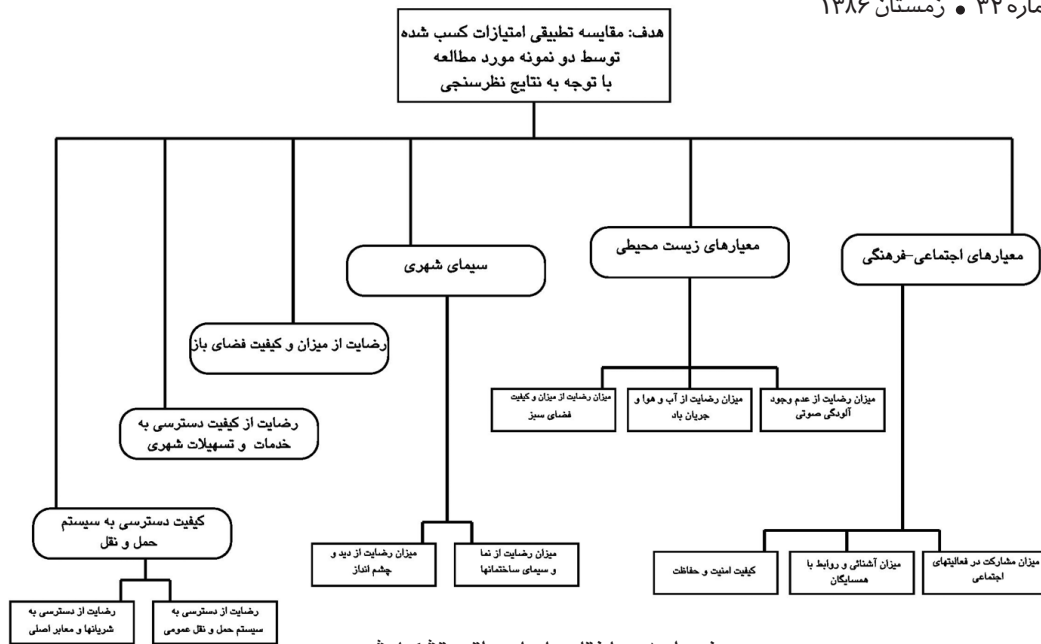 ماره ۳۲ • زمستان ۱۳۸۶
هدف: مقایسه تطبیقی امتیازات کسب شده
توسط دو نمونه مورد مطالعه
با توجه به نتایج نظرسنجی
معیارهای اجتماعی-فرهنگی
معیارهای زیست محیطی
سیمای شهری
رضایت از میزان و کیفیت فضای باز
رضایت از کیفیت دسترسی به
خدمات و تسهیلات شهری
کیفیت دسترسی به سیستم
حمل و نقل
میزان رضایت از عدم وجود
آلودگی صوتی
میزان رضایت از آب و هوا و
جریان باد
میزان رضایت از میزان و کیفیت
فضای سبز
میزان مشارکت در فعالیتهای
اجتماعی
میزان آشنائی و روابط با
همسایگان
کیفیت امنیت و حفاظت
میزان رضایت از نما
و سیمای ساختمانها
میزان رضایت از دید و
چشم انداز
رضایت از دسترسی به
سیستم حمل و نقل عمومی
رضایت از دسترسی به
شریانها و معابر اصلی